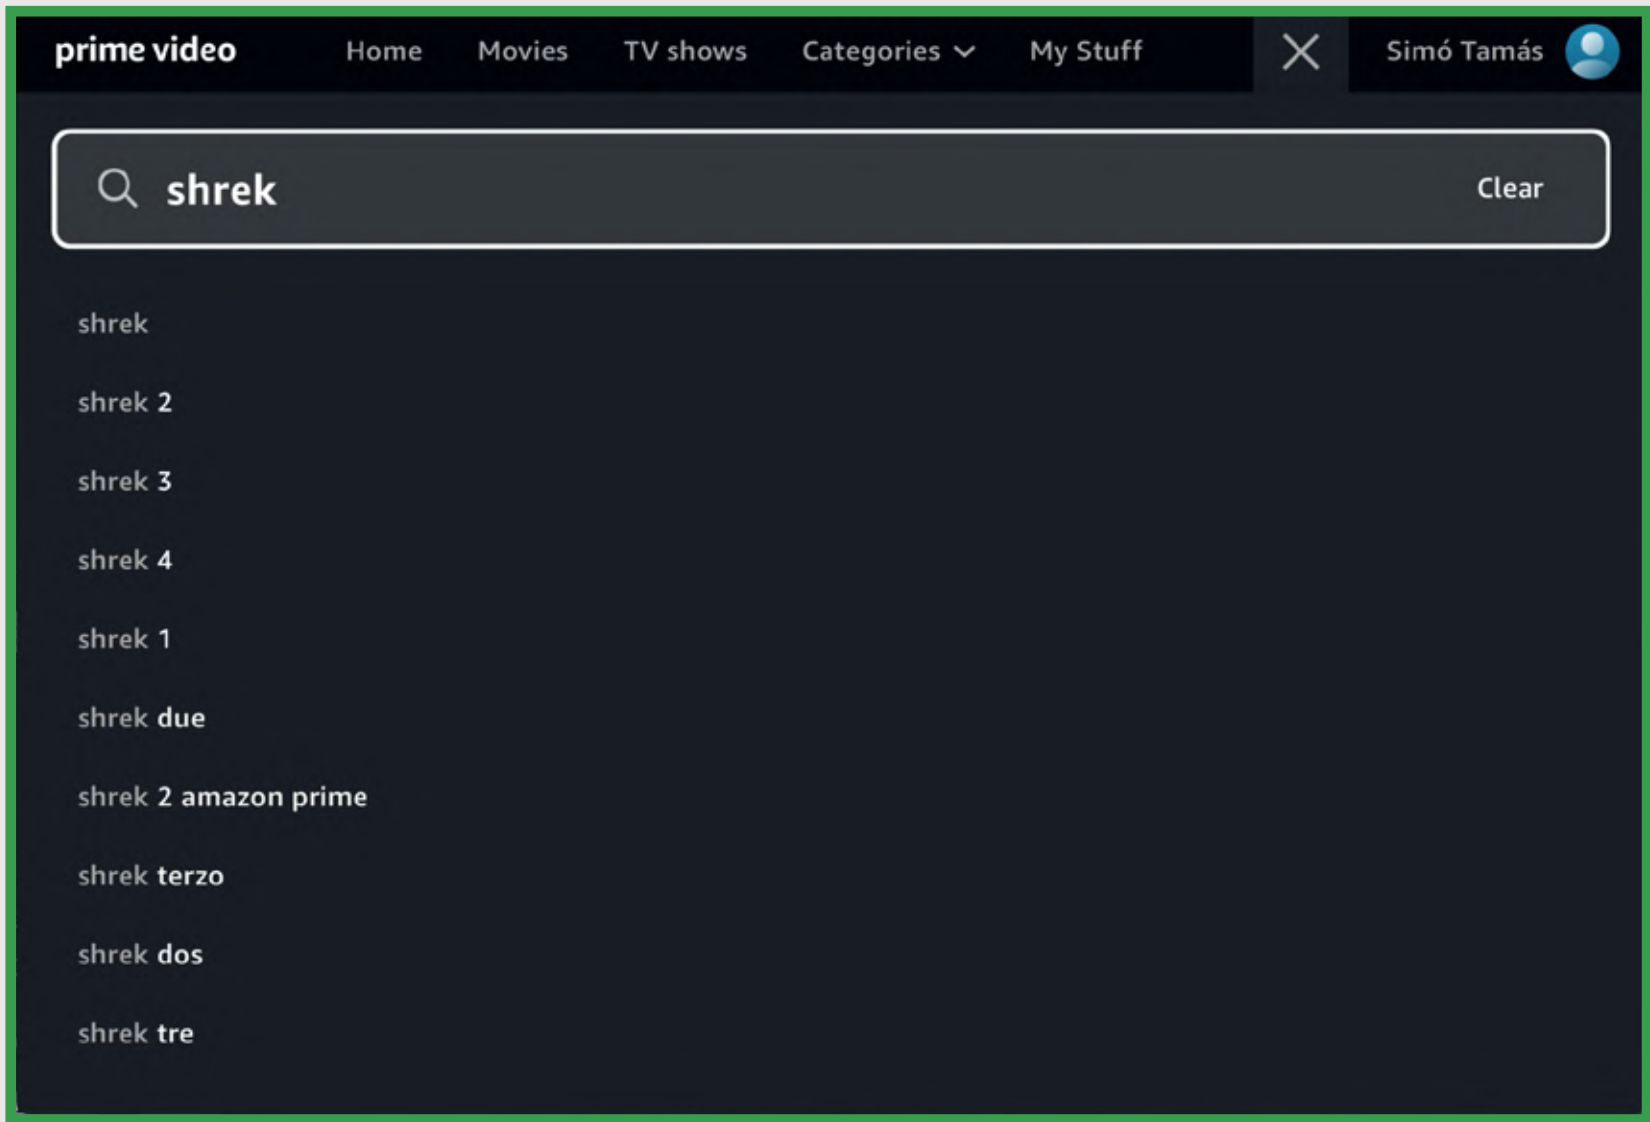 prime video Home Movies TV shows Categories My Stuff Simó Tamás
shrek Clear
shrek
shrek 2
shrek 3
shrek 4
shrek 1
shrek due
shrek 2 amazon prime
shrek terzo
shrek dos
shrek tre